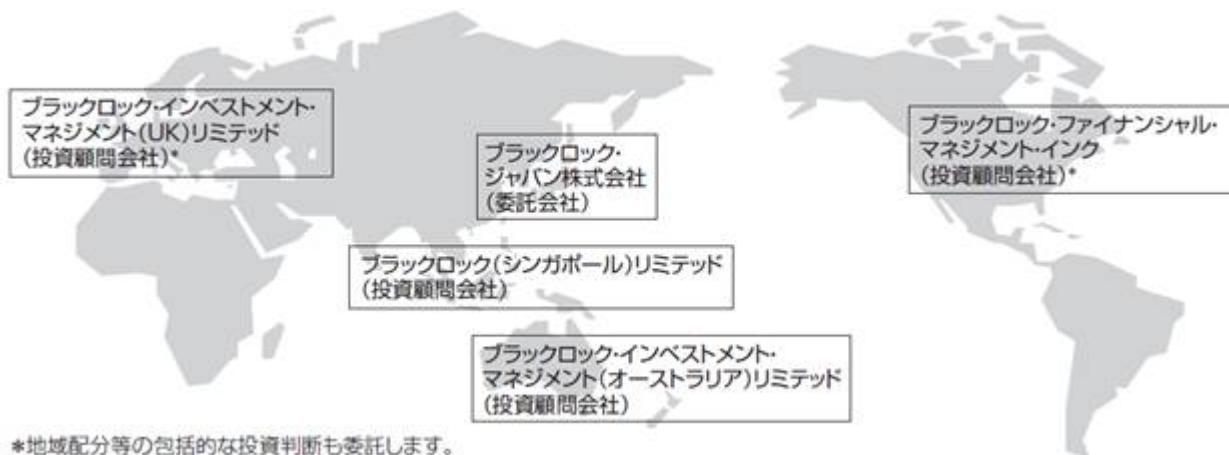 ブラックロック・インベストメント・
マネジメント(UK)リミテッド
(投資顧問会社)*
ブラックロック・
ジャパン株式会社
(委託会社)
ブラックロック・ファイナンシャル・
マネジメント・インク
(投資顧問会社)*
ブラックロック(シンガポール)リミテッド
(投資顧問会社)
ブラックロック・インベストメント・
マネジメント(オーストラリア)リミテッド
(投資顧問会社)
*地域配分等の包括的な投資判断も委託します。